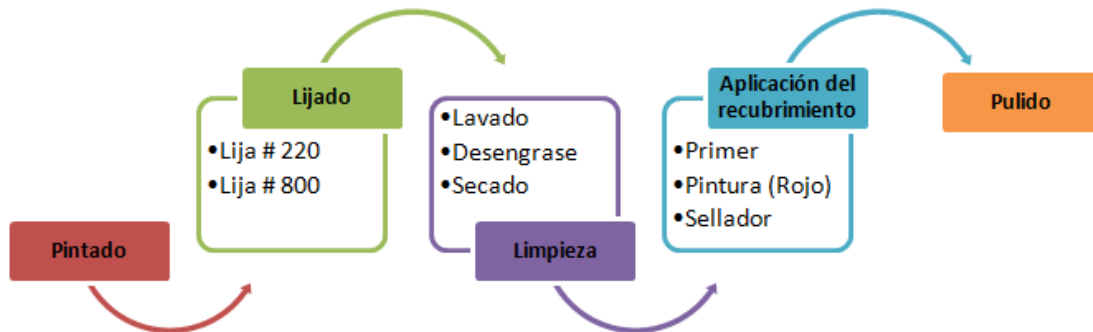 Pintado
Lijado
•Lija # 220
•Lija # 800
•Lavado
•Desengrase
•Secado
Limpieza
Aplicación del
recubrimiento
•Primer
•Pintura (Rojo)
•Sellador
Pulido